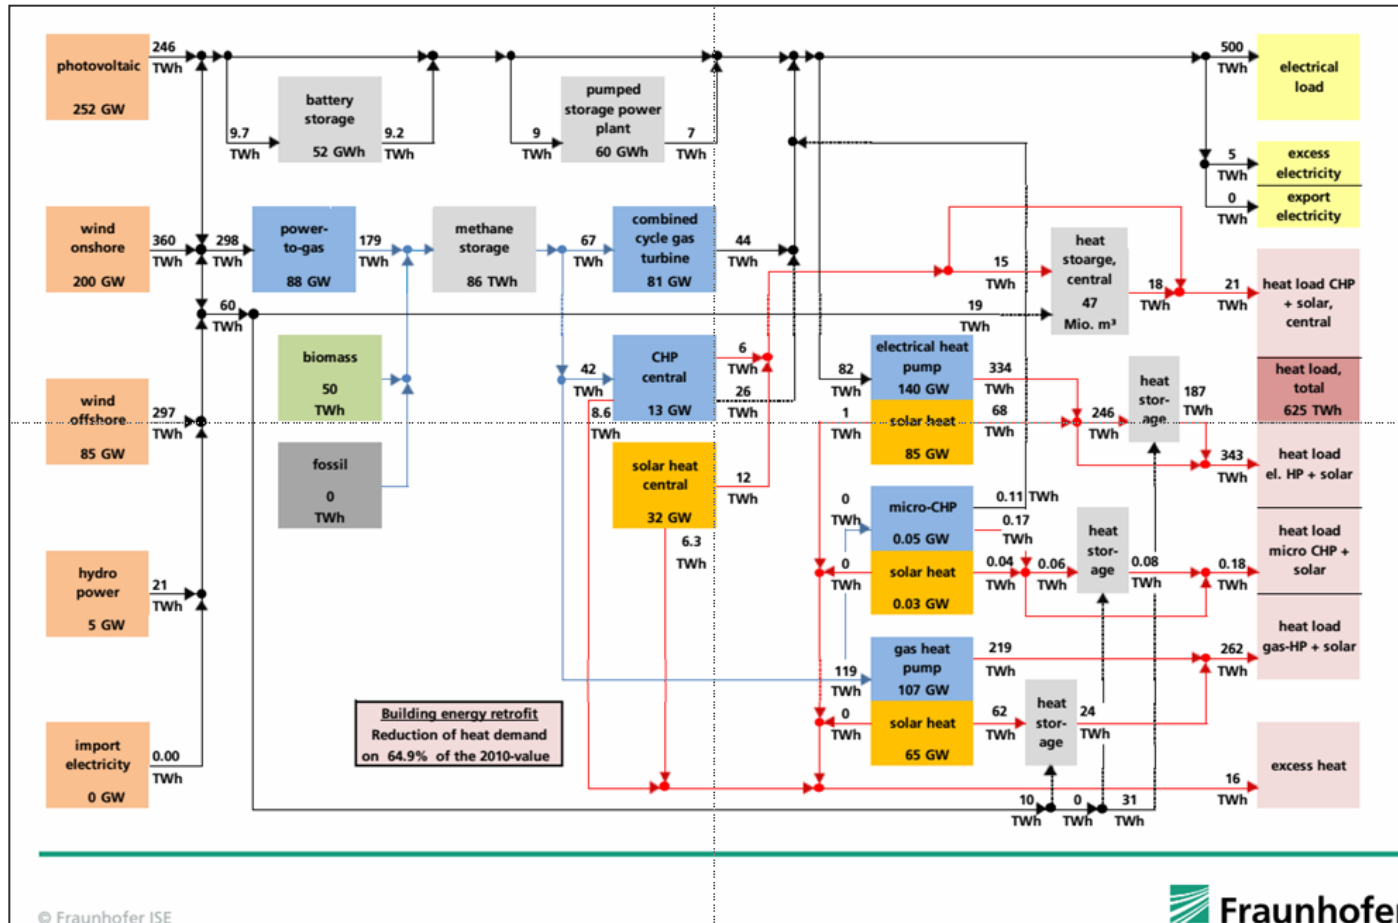 246
TWh
photovoltaic
252 GW
500
TWh
electrical
load
9.7
TWh
battery
storage
52 GWh
9.2
TWh
9
TWh
pumped
storage power
plant
60 GWh
7
TWh
5
TWh
excess
electricity
0
TWh
export
electricity
wind
onshore
200 GW
360
TWh
298
TWh
power-
to-gas
88 GW
179
TWh
methane
storage
86 TWh
67
TWh
combined
cycle gas
turbine
81 GW
44
TWh
15
TWh
heat
stoarge,
central
47
Mio. m³
18
TWh
21
TWh
heat load CHP
+ solar,
central
60
TWh
19
TWh
biomass
50
TWh
42
TWh
CHP
central
13 GW
6
TWh
26
TWh
8.6
TWh
82
TWh
electrical heat
pump
140 GW
334
TWh
heat
stor-
age
187
TWh
heat load,
total
625 TWh
wind
offshore
85 GW
297
TWh
1
TWh
solar heat
85 GW
68
TWh
246
TWh
343
TWh
heat load
el. HP + solar
fossil
0
TWh
solar heat
central
32 GW
12
TWh
6.3
TWh
0
TWh
micro-CHP
0.05 GW
0.11 TWh
0.17
TWh
heat
stor-
age
heat load
micro CHP +
solar
hydro
power
5 GW
21
TWh
0
TWh
solar heat
0.03 GW
0.04
TWh
0.06
TWh
0.08
TWh
0.18
TWh
119
TWh
gas heat
pump
107 GW
219
TWh
262
TWh
heat load
gas-HP + solar
import
electricity
0 GW
0.00
TWh
Building energy retrofit
Reduction of heat demand
on 64.9% of the 2010-value
0
TWh
solar heat
65 GW
62
TWh
heat
stor-
age
24
TWh
16
TWh
excess heat
10
TWh
0
TWh
31
TWh
© Fraunhofer ISE
Fraunhofer